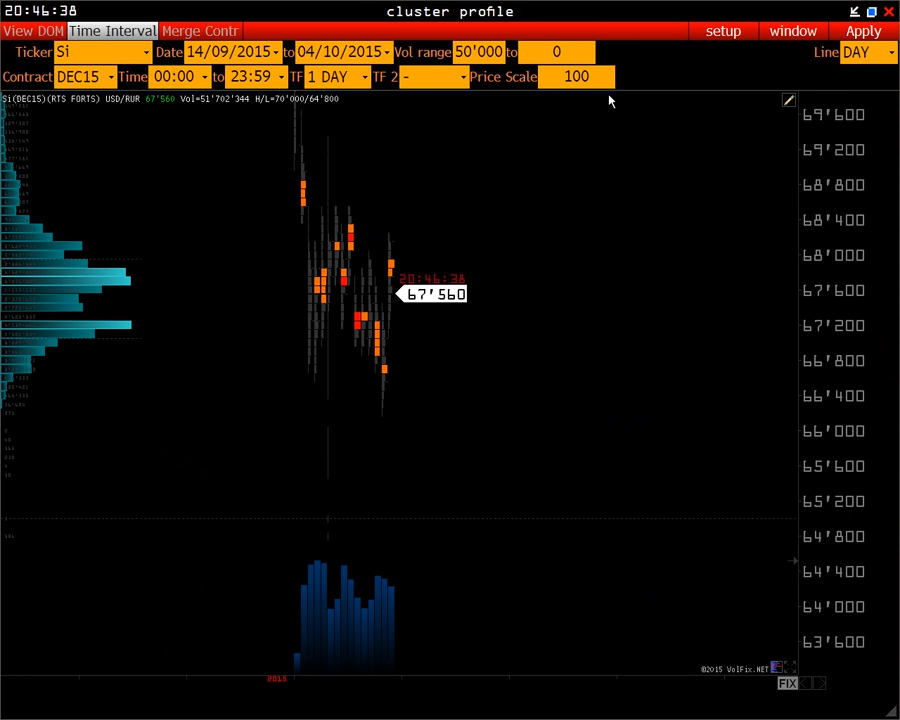 20:46:38 cluster profile
View DOM Time Interval Merge Contr setup window Apply
Ticker Si Date 14/09/2015 to 04/10/2015 Vol range 50'000 to 0 Line DAY
Contract DEC15 Time 00:00 to 23:59 TF 1 DAY TF 2 - Price Scale 100
Si(DEC15)(RTS FORTS) USD/RUR 67'560 Vol=51'702'344 H/L=70'000/64'800
69'600
69'200
68'800
68'400
68'000
20:46:38
67'560
67'600
67'200
66'800
66'400
66'000
65'600
65'200
64'800
64'400
64'000
63'600
©2015 VolFix.NET
2015
FIX